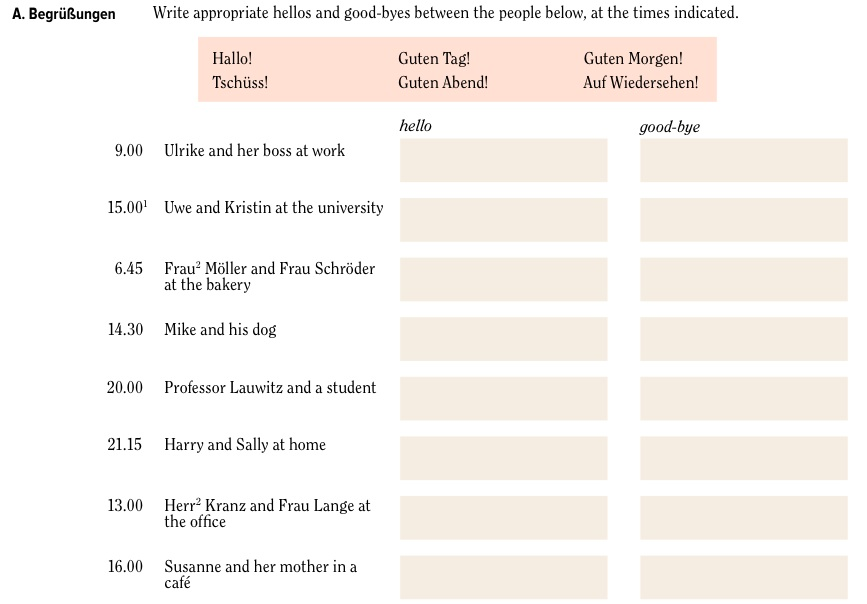 A. Begrüßungen Write appropriate hellos and good-byes between the people below, at the times indicated.
Hallo! Guten Tag! Guten Morgen!
Tschüss! Guten Abend! Auf Wiedersehen!
hello good-bye
9.00 Ulrike and her boss at work
15.00¹ Uwe and Kristin at the university
6.45 Frau² Möller and Frau Schröder
at the bakery
14.30 Mike and his dog
20.00 Professor Lauwitz and a student
21.15 Harry and Sally at home
13.00 Herr² Kranz and Frau Lange at
the office
16.00 Susanne and her mother in a
café